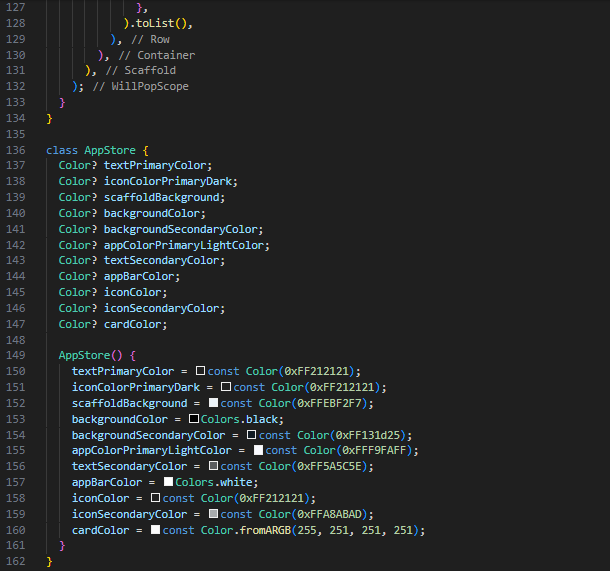 127 },
128 ).toList(),
129 ), // Row
130 ), // Container
131 ), // Scaffold
132 ); // WillPopScope
133 }
134 }
135
136 class AppStore {
137 Color? textPrimaryColor;
138 Color? iconColorPrimaryDark;
139 Color? scaffoldBackground;
140 Color? backgroundColor;
141 Color? backgroundSecondaryColor;
142 Color? appColorPrimaryLightColor;
143 Color? textSecondaryColor;
144 Color? appBarColor;
145 Color? iconColor;
146 Color? iconSecondaryColor;
147 Color? cardColor;
148
149 AppStore() {
150 textPrimaryColor = const Color(0xFF212121);
151 iconColorPrimaryDark = const Color(0xFF212121);
152 scaffoldBackground = const Color(0xFFEBF2F7);
153 backgroundColor = Colors.black;
154 backgroundSecondaryColor = const Color(0xFF131d25);
155 appColorPrimaryLightColor = const Color(0xFFF9FAFF);
156 textSecondaryColor = const Color(0xFF5A5C5E);
157 appBarColor = Colors.white;
158 iconColor = const Color(0xFF212121);
159 iconSecondaryColor = const Color(0xFFA8ABAD);
160 cardColor = const Color.fromARGB(255, 251, 251, 251);
161 }
162 }